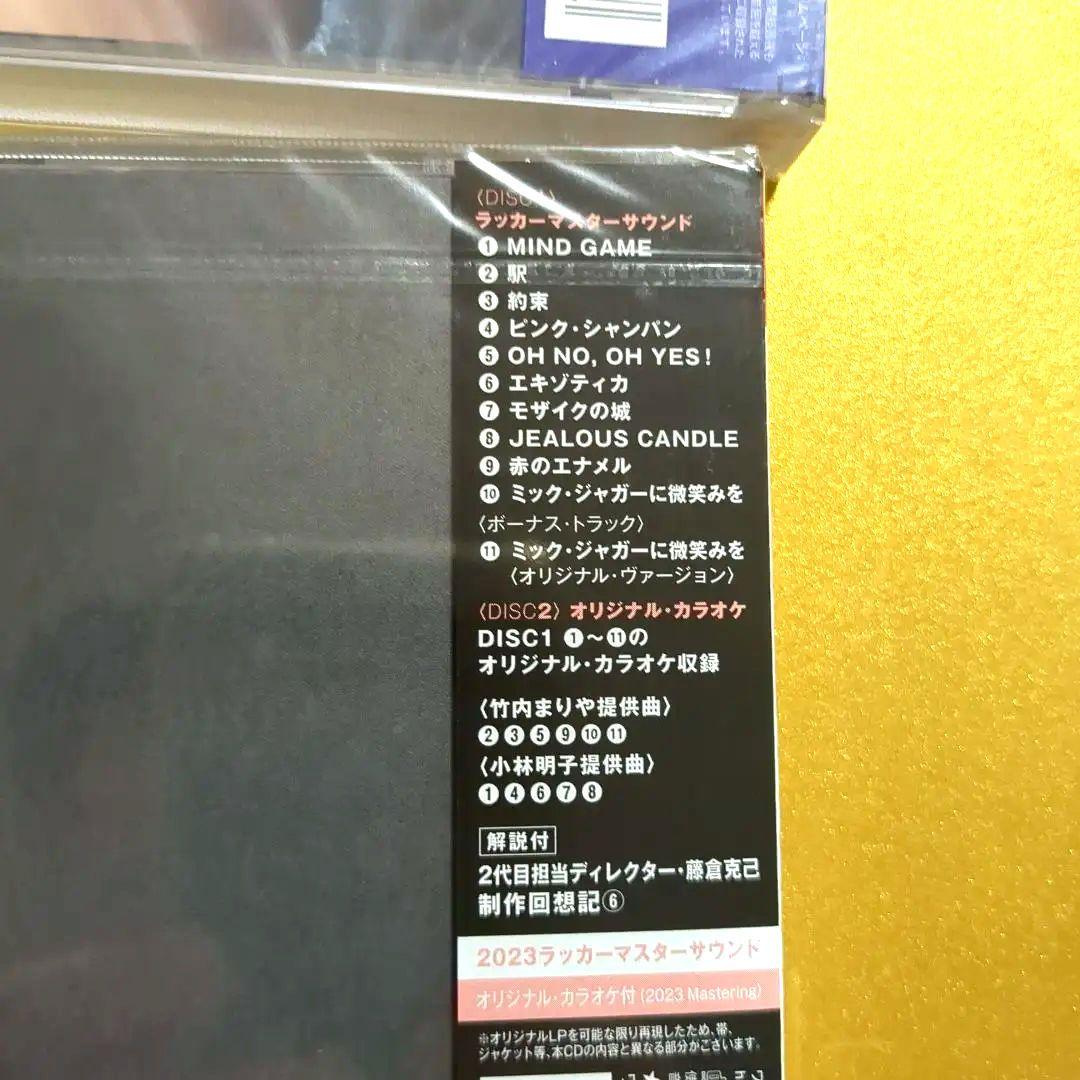 〈DISC1〉
ラッカーマスターサウンド
❶ MIND GAME
❷ 駅
❸ 約束
❹ ピンク・シャンパン
❺ OH NO, OH YES!
❻ エキゾティカ
❼ モザイクの城
❽ JEALOUS CANDLE
❾ 赤のエナメル
❿ ミック・ジャガーに微笑みを
〈ボーナス・トラック〉
⓫ ミック・ジャガーに微笑みを
〈オリジナル・ヴァージョン〉
〈DISC2〉 オリジナル・カラオケ
DISC1 ❶〜⓫の
オリジナル・カラオケ収録
〈竹内まりや提供曲〉
❷❸❺❾❿⓫
〈小林明子提供曲〉
❶❹❻❼❽
解説付
2代目担当ディレクター・藤倉克己
制作回想記⑥
2023ラッカーマスターサウンド
オリジナル・カラオケ付 (2023 Mastering)
※オリジナルLPを可能な限り再現したため、帯、
ジャケット等、本CDの内容と異なる部分がございます。